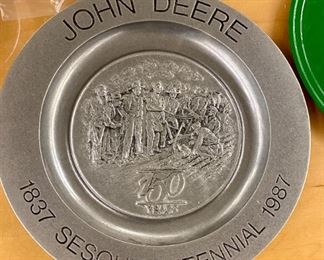 JOHN DEERE
150
YEARS
1837 SESQUICENTENNIAL 1987